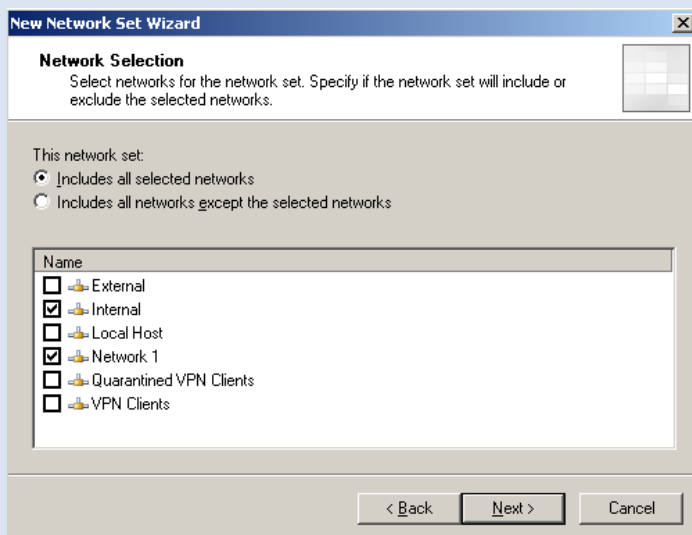 New Network Set Wizard
Network Selection
Select networks for the network set. Specify if the network set will include or
exclude the selected networks.
This network set:
Includes all selected networks
Includes all networks except the selected networks
Name
External
Internal
Local Host
Network 1
Quarantined VPN Clients
VPN Clients
< Back
Next >
Cancel